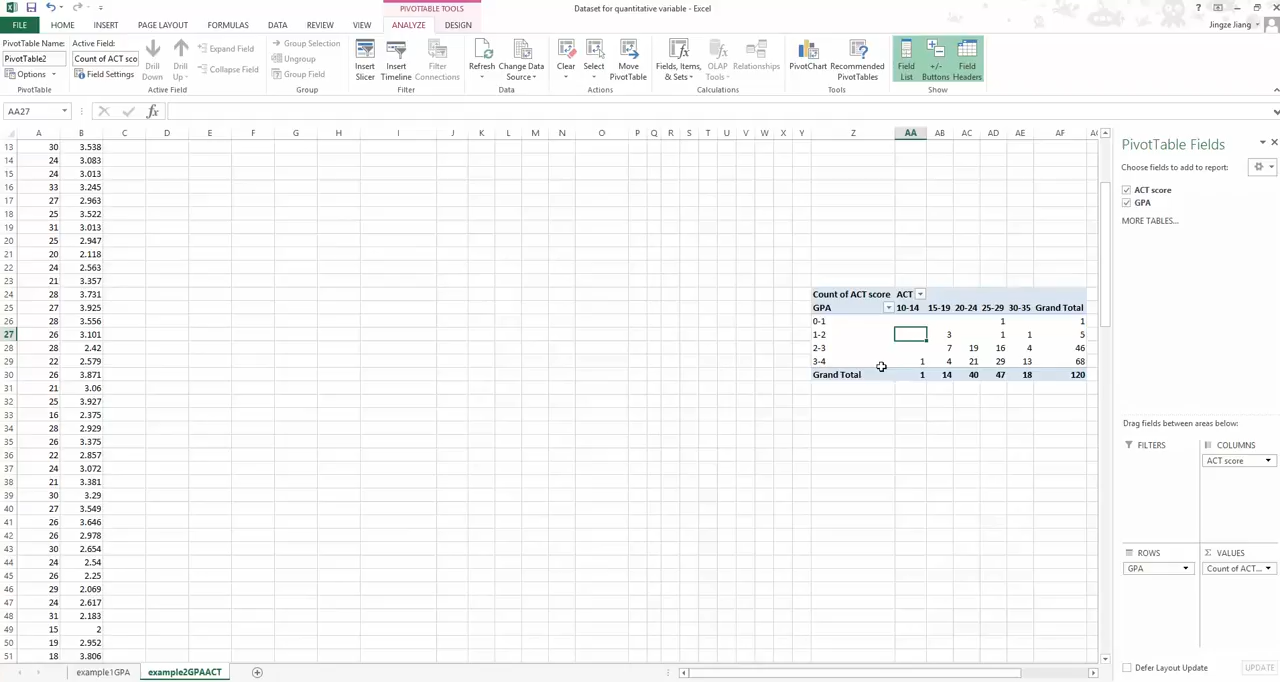 Dataset for quantitative variable - Excel
PIVOTTABLE TOOLS
FILE HOME INSERT PAGE LAYOUT FORMULAS DATA REVIEW VIEW ANALYZE DESIGN
Jingze Jiang
PivotTable Name: Active Field:
PivotTable2 Count of ACT sco
Options Field Settings
Drill Down Drill Up
Expand Field
Collapse Field
Group Selection
Ungroup
Group Field
Insert Slicer Insert Timeline Filter Connections
Refresh Change Data Source
Clear Select Move PivotTable
Fields, Items, & Sets OLAP Tools Relationships
PivotChart Recommended PivotTables
Field List +/- Buttons Field Headers
PivotTable Active Field Group Filter Data Actions Calculations Tools Show
AA27 fx
A B C D E F G H I J K L M N O P Q R S T U V W X Y Z AA AB AC AD AE AF AG
13 30 3.538
14 24 3.083
15 24 3.013
16 33 3.245
17 27 2.963
18 25 3.522
19 31 3.013
20 25 2.947
21 20 2.118
22 24 2.563
23 21 3.357
24 28 3.731 Count of ACT score ACT
25 27 3.925 GPA 10-14 15-19 20-24 25-29 30-35 Grand Total
26 28 3.556 0-1 1 1
27 26 3.101 1-2 3 1 1 5
28 28 2.42 2-3 7 19 16 4 46
29 22 2.579 3-4 1 4 21 29 13 68
30 26 3.871 Grand Total 1 14 40 47 18 120
31 21 3.06
32 25 3.927
33 16 2.375
34 28 2.929
35 26 3.375
36 22 2.857
37 24 3.072
38 21 3.381
39 30 3.29
40 27 3.549
41 26 3.646
42 26 2.978
43 30 2.654
44 24 2.54
45 26 2.25
46 29 2.069
47 24 2.617
48 31 2.183
49 15 2
50 19 2.952
51 18 3.806
example1GPA example2GPAACT
PivotTable Fields
Choose fields to add to report:
ACT score
GPA
MORE TABLES...
Drag fields between areas below:
FILTERS COLUMNS
ACT score
ROWS Σ VALUES
GPA Count of ACT...
Defer Layout Update UPDATE